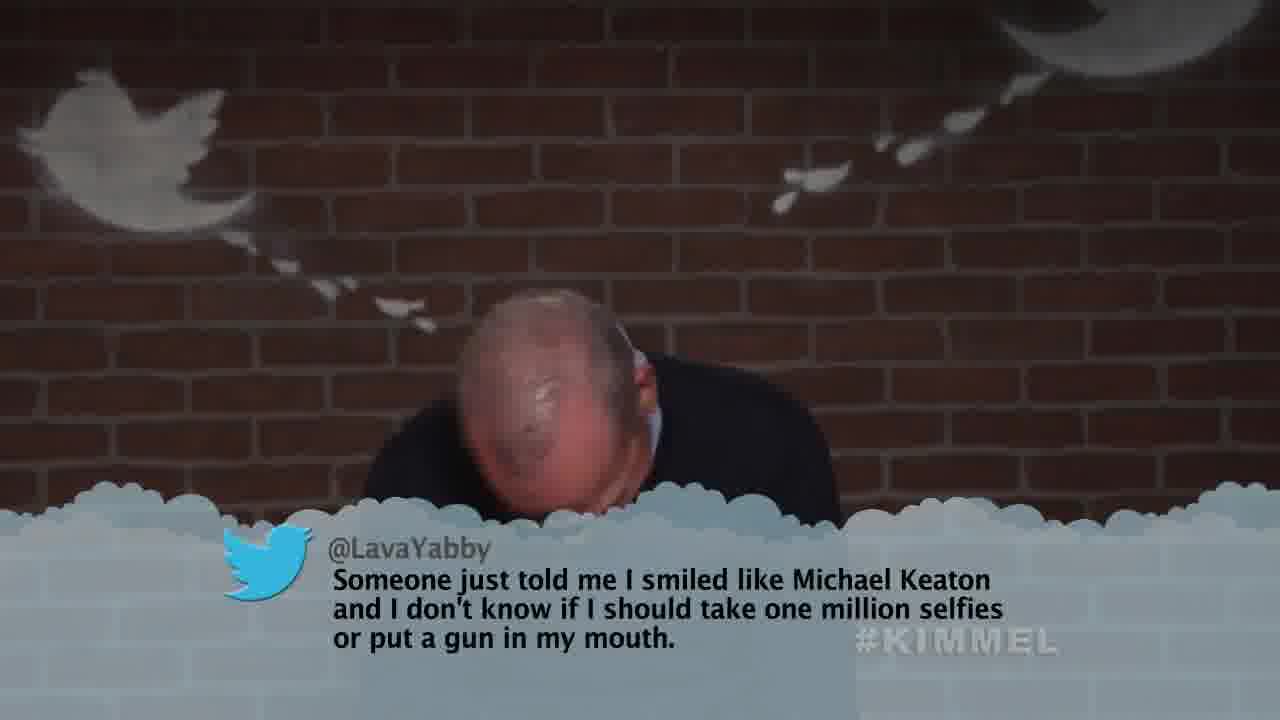 @LavaYabby
Someone just told me I smiled like Michael Keaton
and I don't know if I should take one million selfies
or put a gun in my mouth.
#KIMMEL